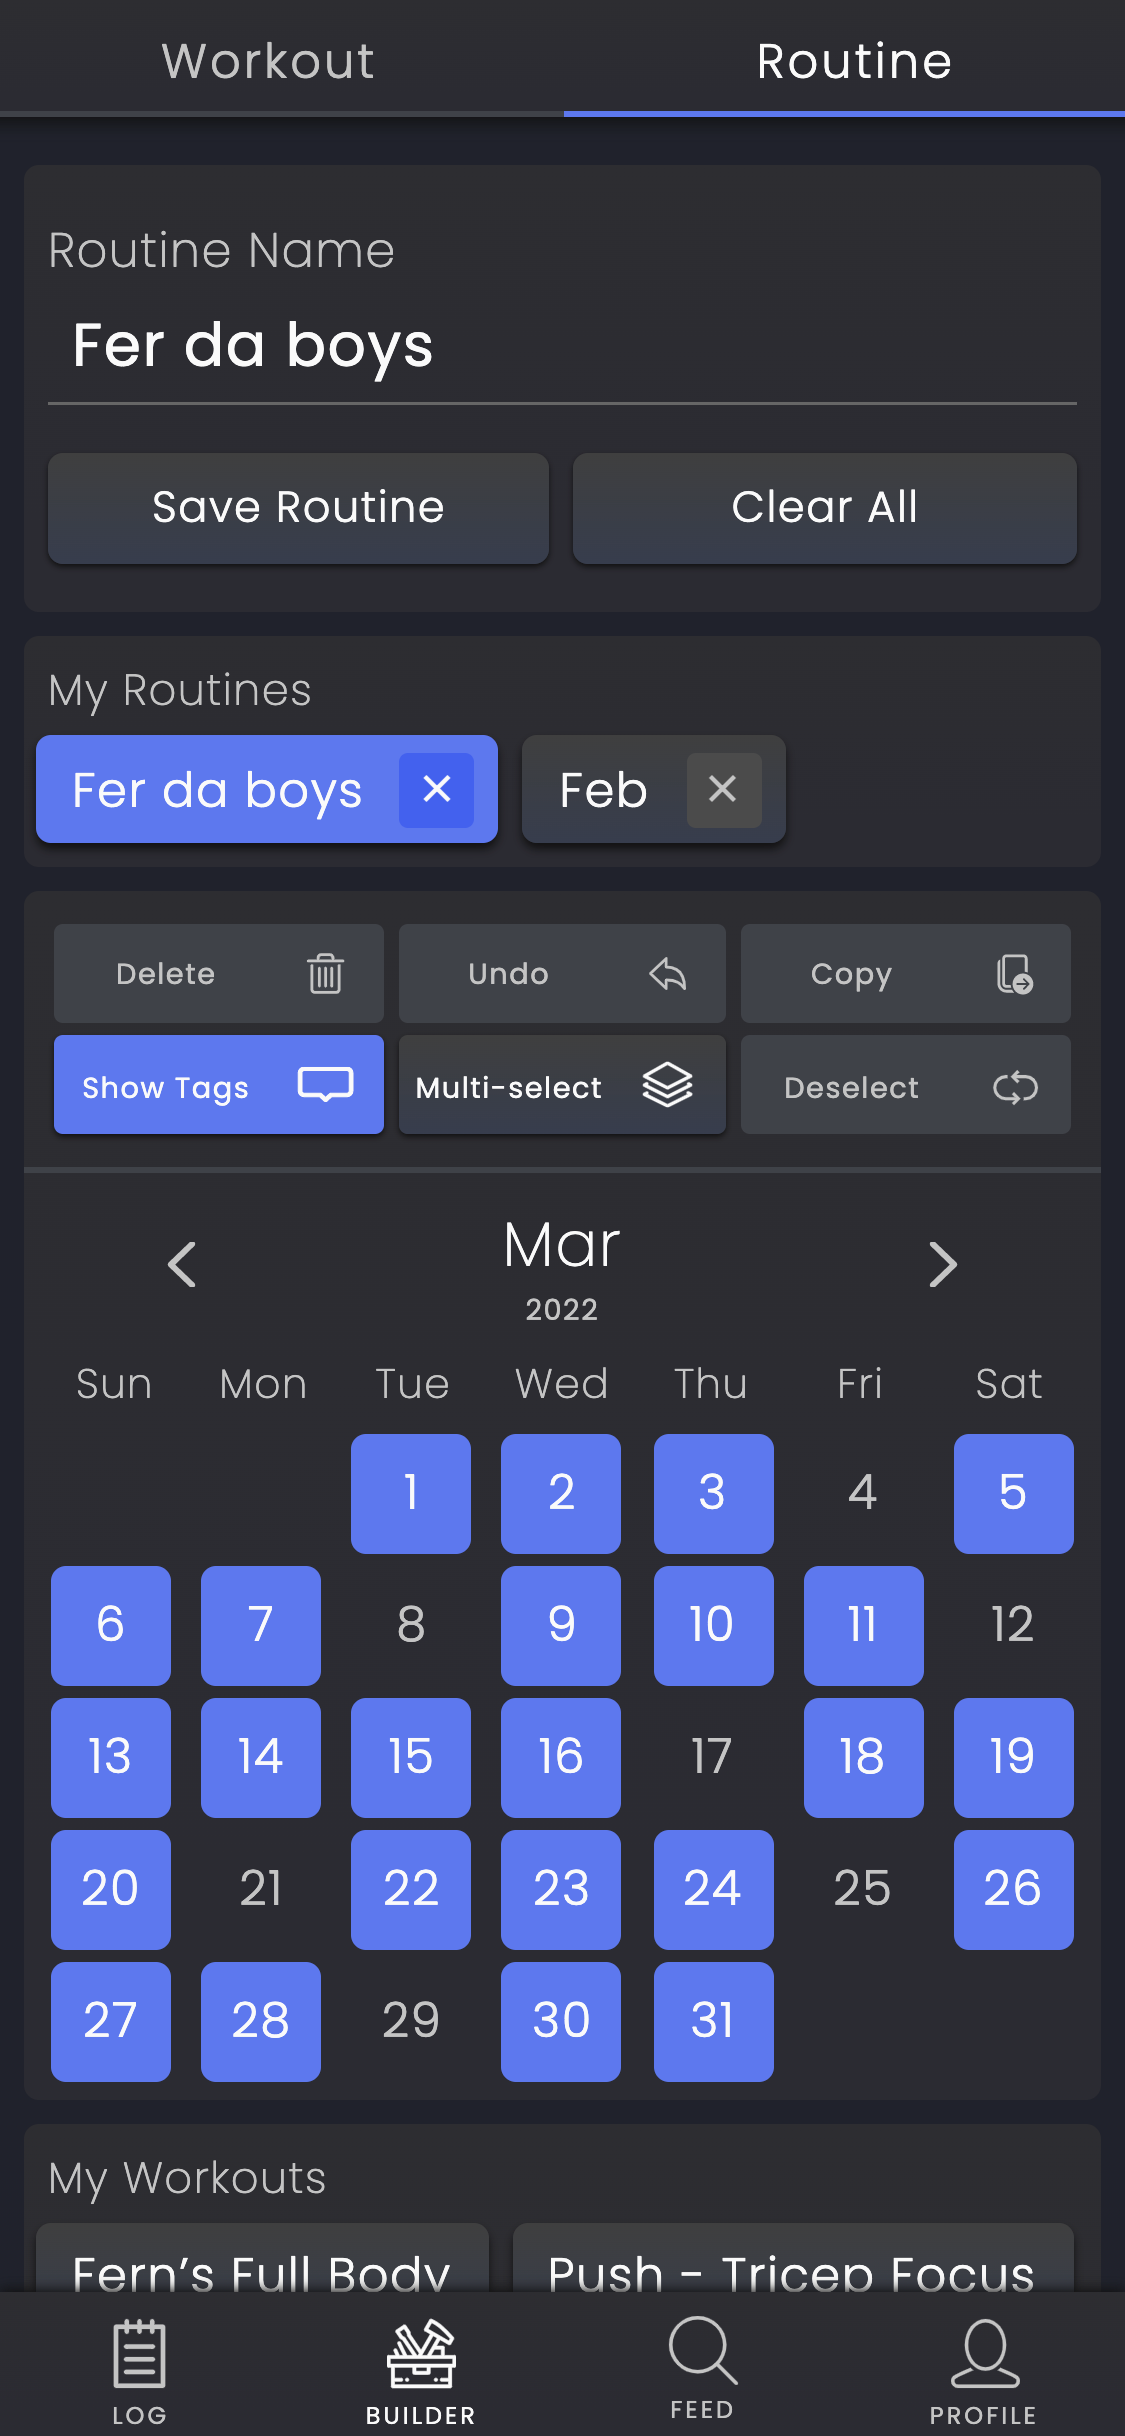 Workout Routine
Routine Name
Fer da boys
Save Routine Clear All
My Routines
Fer da boys Feb
Delete Undo Copy
Show Tags Multi-select Deselect
Mar
2022
Sun Mon Tue Wed Thu Fri Sat
1 2 3 4 5
6 7 8 9 10 11 12
13 14 15 16 17 18 19
20 21 22 23 24 25 26
27 28 29 30 31
My Workouts
Fern's Full Body Push - Tricep Focus
LOG BUILDER FEED PROFILE